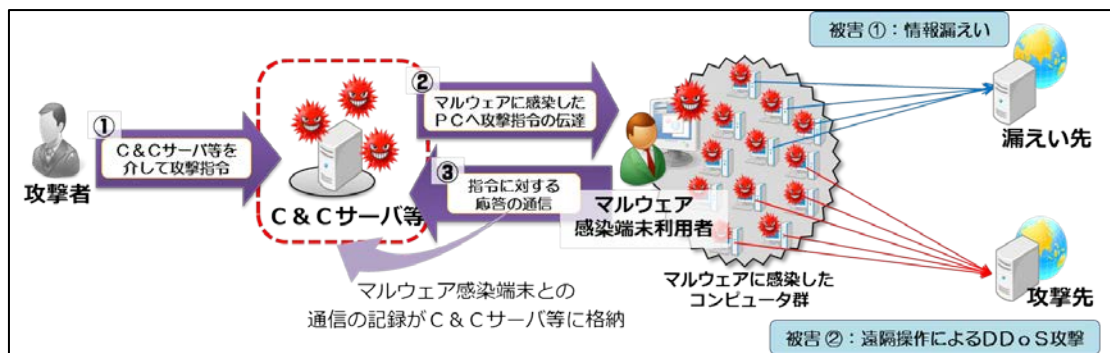 被害①:情報漏えい
①
C&Cサーバ等を
介して攻撃指令
攻撃者
C&Cサーバ等
②
マルウェアに感染した
PCへ攻撃指令の伝達
③
指令に対する
応答の通信
マルウェア
感染端末利用者
マルウェア感染端末との
通信の記録がC&Cサーバ等に格納
マルウェアに感染した
コンピュータ群
漏えい先
攻撃先
被害②:遠隔操作によるDDoS攻撃